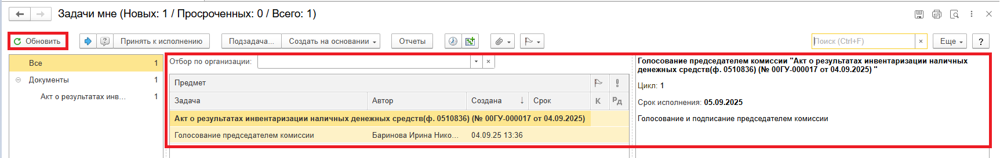 Задачи мне (Новых: 1 / Просроченных: 0 / Всего: 1)
Обновить Принять к исполнению Подзадача... Создать на основании Отчеты Поиск (Ctrl+F) × Еще ?
Все 1
Документы 1
Акт о результатах инв... 1
Отбор по организации: ×
Предмет
Задача Автор Создана ↓ Срок К Рд
Акт о результатах инвентаризации наличных денежных средств(ф. 0510836) (№ 00ГУ-000017 от 04.09.2025)
Голосование председателем комиссии Баринова Ирина Нико... 04.09.25 13:36
Голосование председателем комиссии "Акт о результатах инвентаризации наличных
денежных средств(ф. 0510836) (№ 00ГУ-000017 от 04.09.2025) "
Цикл: 1
Срок исполнения: 05.09.2025
Голосование и подписание председателем комиссии